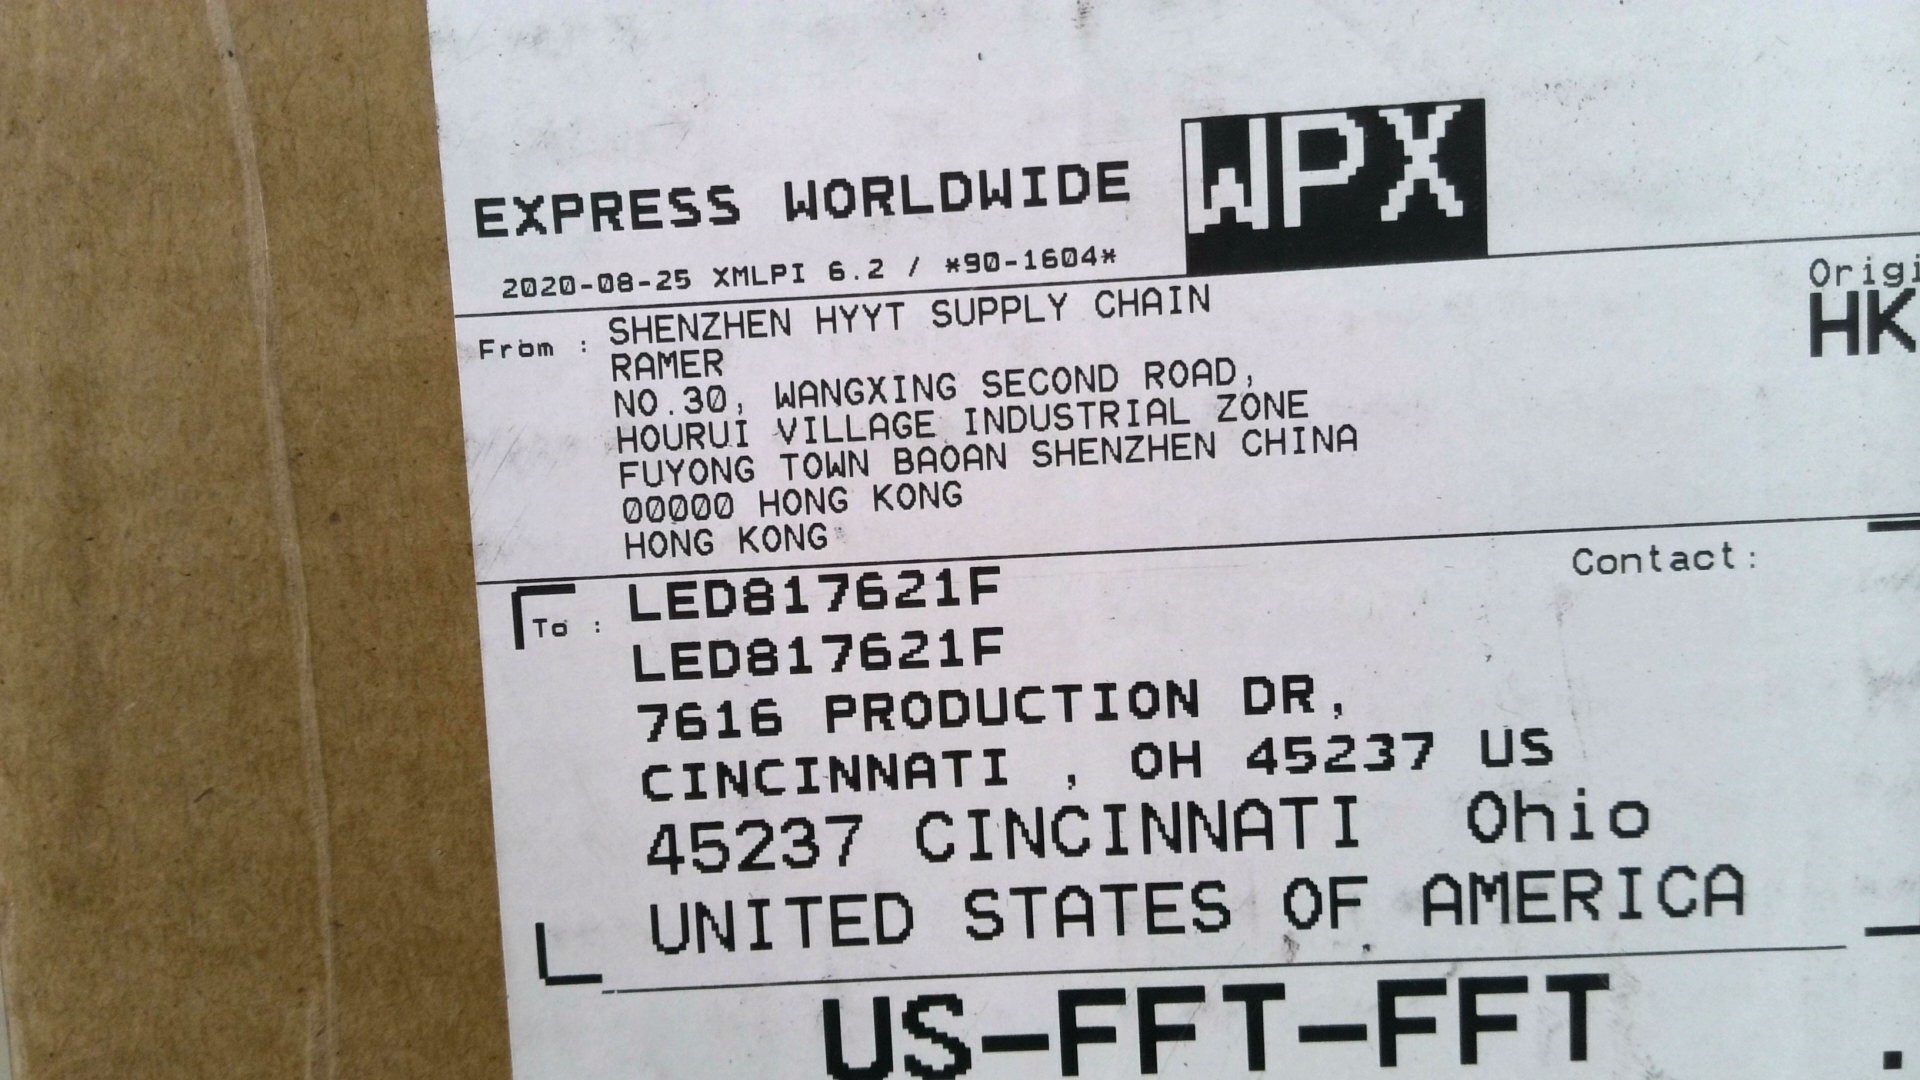 EXPRESS WORLDWIDE
WPX
2020-08-25 XMLPI 6.2 / *90-1604*
From : SHENZHEN HYYT SUPPLY CHAIN
RAMER
NO.30, WANGXING SECOND ROAD,
HOURUI VILLAGE INDUSTRIAL ZONE
FUYONG TOWN BAOAN SHENZHEN CHINA
00000 HONG KONG
HONG KONG
Origi
HK
Contact:
To : LED817621F
LED817621F
7616 PRODUCTION DR,
CINCINNATI , OH 45237 US
45237 CINCINNATI Ohio
UNITED STATES OF AMERICA
US-FFT-FFT